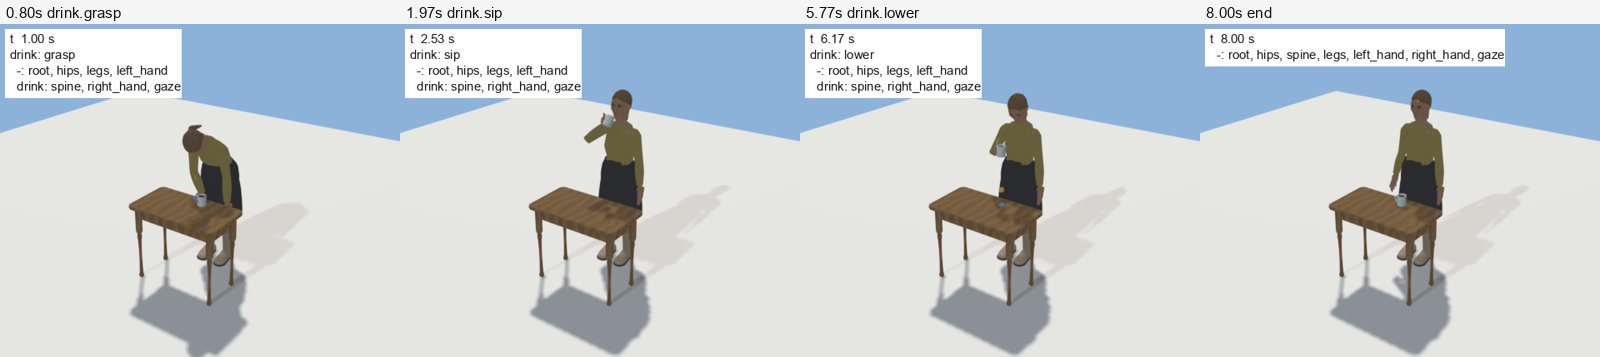 0.80s drink.grasp
t 1.00 s
drink: grasp
-: root, hips, legs, left_hand
drink: spine, right_hand, gaze
1.97s drink.sip
t 2.53 s
drink: sip
-: root, hips, legs, left_hand
drink: spine, right_hand, gaze
5.77s drink.lower
t 6.17 s
drink: lower
-: root, hips, legs, left_hand
drink: spine, right_hand, gaze
8.00s end
t 8.00 s
-: root, hips, spine, legs, left_hand, right_hand, gaze